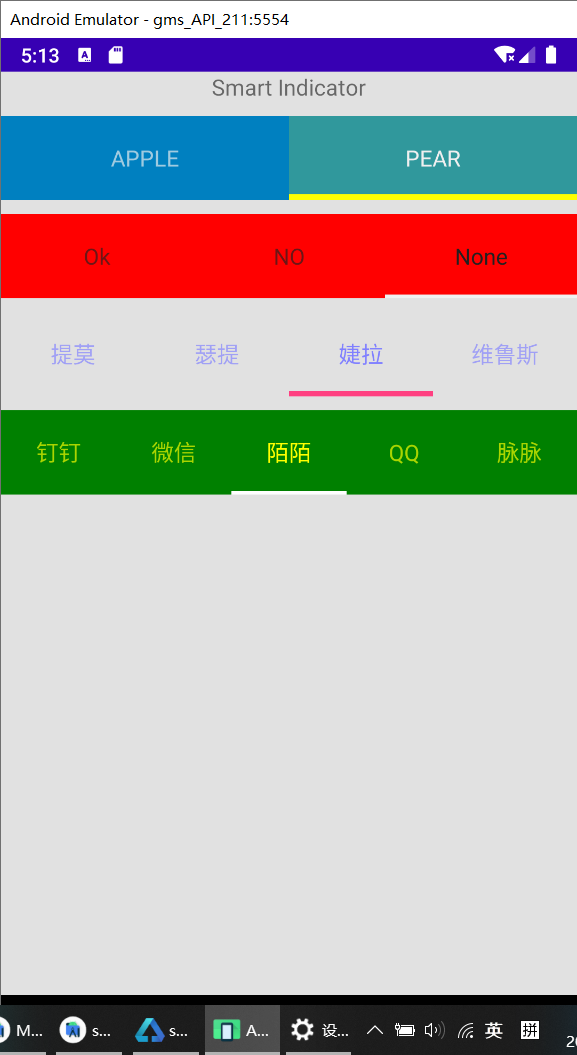 Android Emulator - gms_API_211:5554
5:13
A
Smart Indicator
APPLE PEAR
Ok NO None
提莫 瑟提 婕拉 维鲁斯
钉钉 微信 陌陌 QQ 脉脉
M... s... s... A... 设... 英 拼